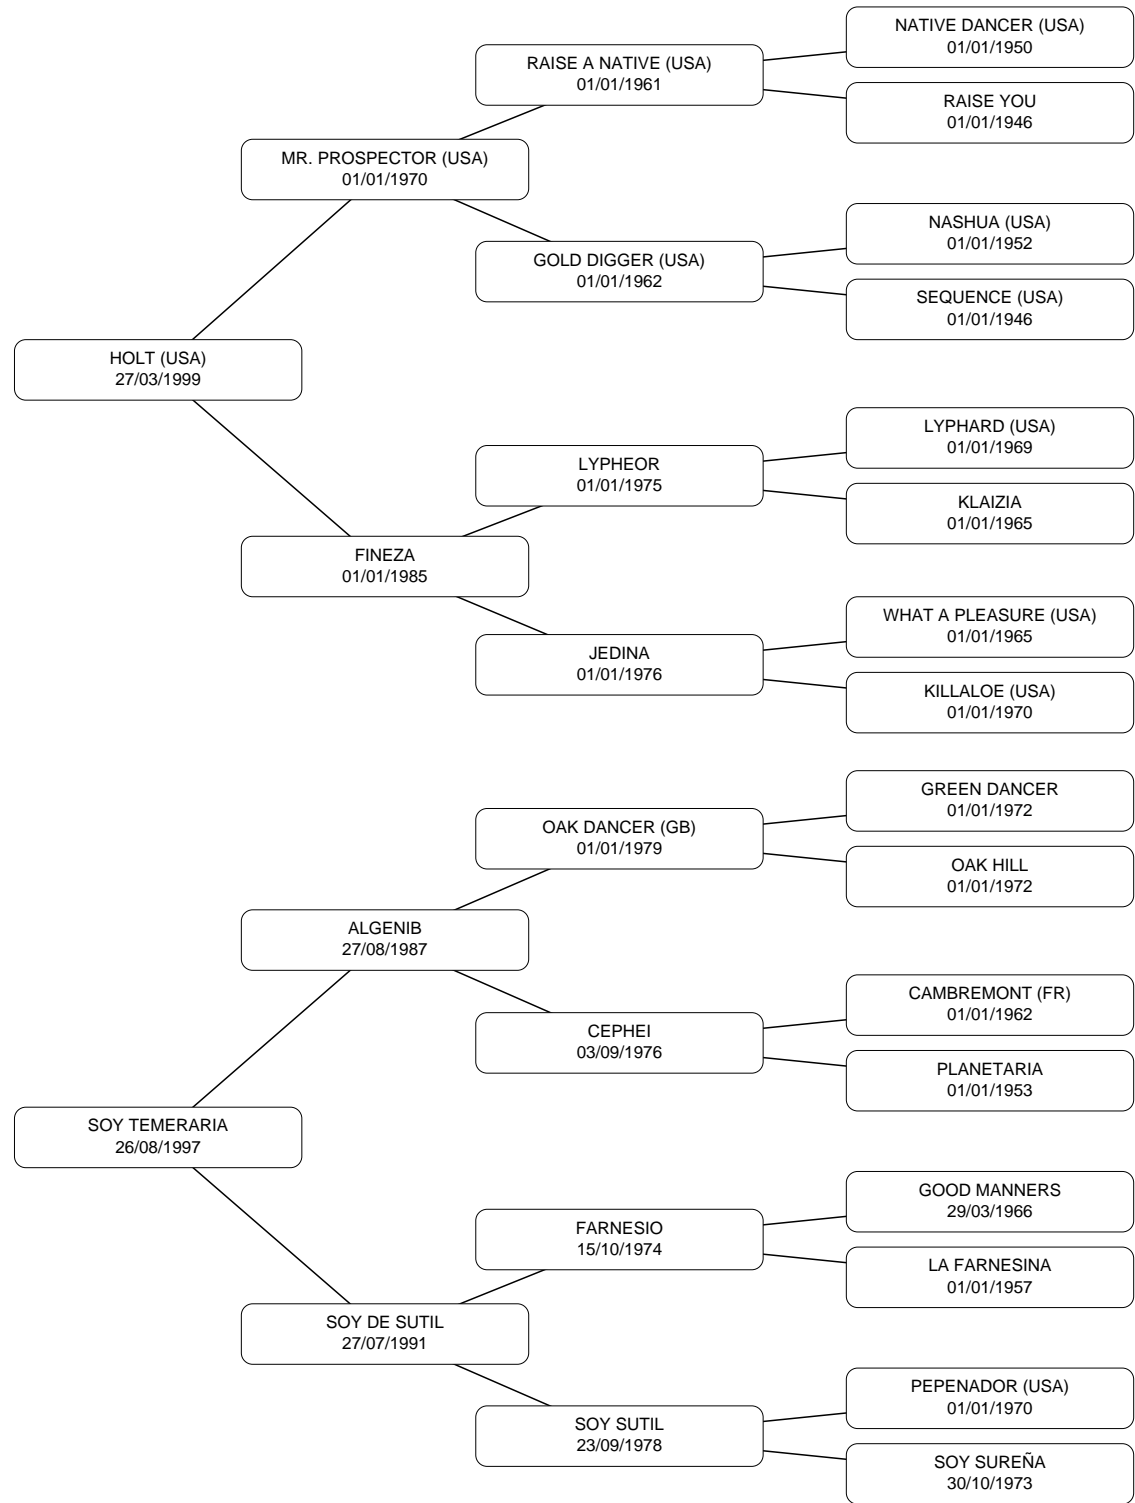 NATIVE DANCER (USA)
01/01/1950
RAISE A NATIVE (USA)
01/01/1961
RAISE YOU
01/01/1946
MR. PROSPECTOR (USA)
01/01/1970
NASHUA (USA)
01/01/1952
GOLD DIGGER (USA)
01/01/1962
SEQUENCE (USA)
01/01/1946
HOLT (USA)
27/03/1999
LYPHARD (USA)
01/01/1969
LYPHEOR
01/01/1975
KLAIZIA
01/01/1965
FINEZA
01/01/1985
WHAT A PLEASURE (USA)
01/01/1965
JEDINA
01/01/1976
KILLALOE (USA)
01/01/1970
GREEN DANCER
01/01/1972
OAK DANCER (GB)
01/01/1979
OAK HILL
01/01/1972
ALGENIB
27/08/1987
CAMBREMONT (FR)
01/01/1962
CEPHEI
03/09/1976
PLANETARIA
01/01/1953
SOY TEMERARIA
26/08/1997
GOOD MANNERS
29/03/1966
FARNESIO
15/10/1974
LA FARNESINA
01/01/1957
SOY DE SUTIL
27/07/1991
PEPENADOR (USA)
01/01/1970
SOY SUTIL
23/09/1978
SOY SUREÑA
30/10/1973